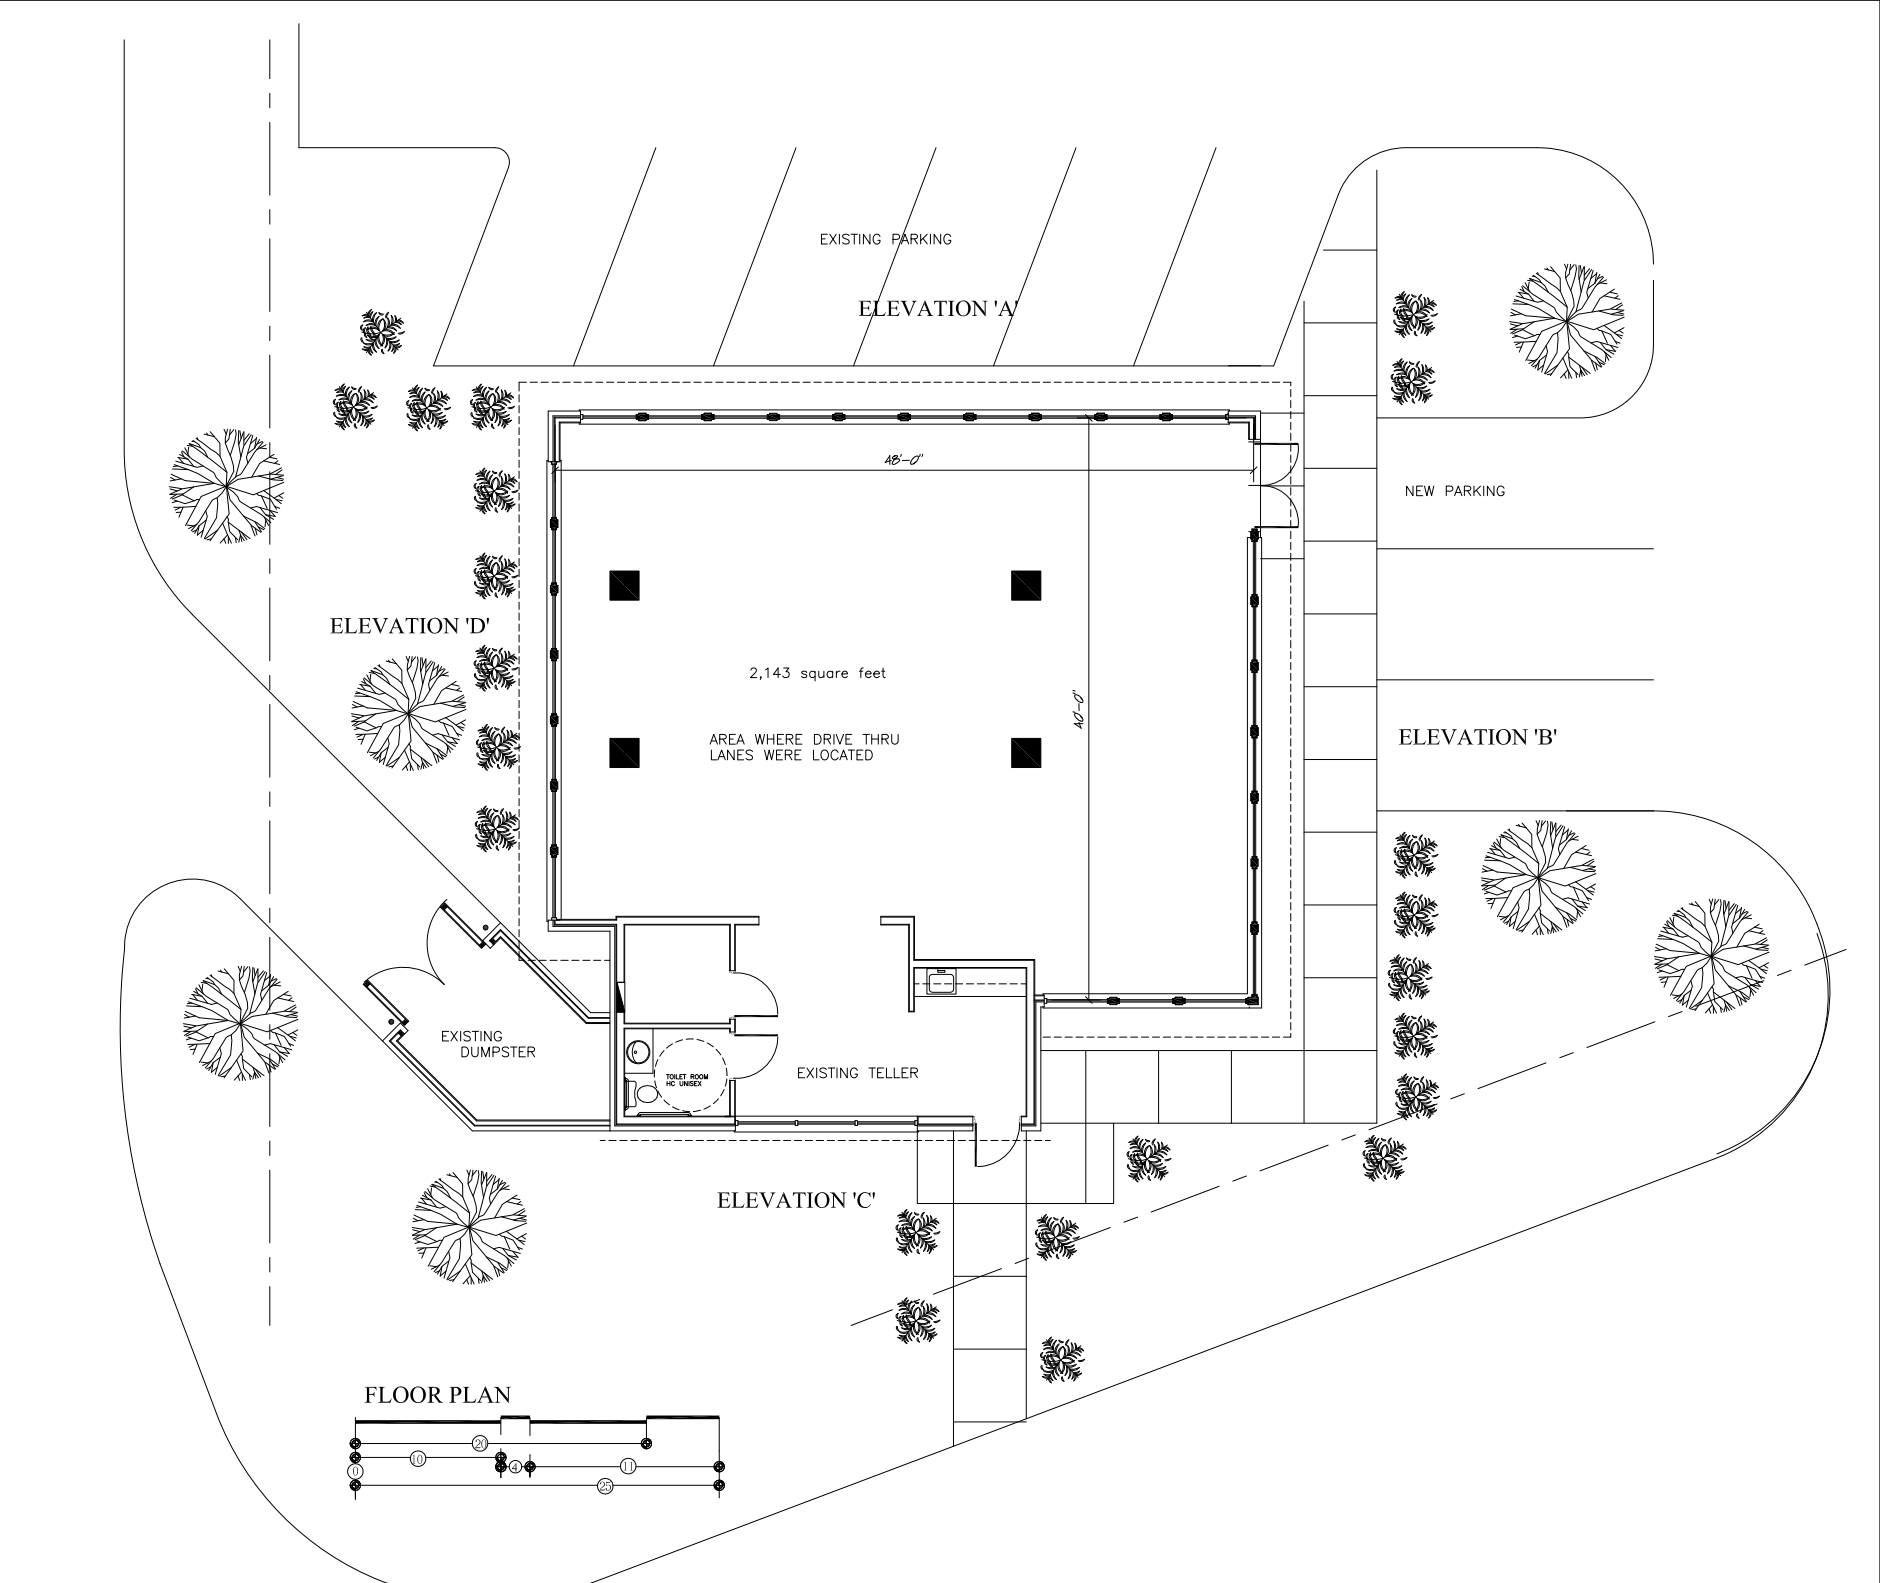 EXISTING PARKING
ELEVATION 'A'
48'-0"
NEW PARKING
ELEVATION 'D'
2,143 square feet
40'-0"
AREA WHERE DRIVE THRU
LANES WERE LOCATED
ELEVATION 'B'
EXISTING
DUMPSTER
TOILET ROOM
HC UNISEX
EXISTING TELLER
ELEVATION 'C'
FLOOR PLAN
20
10
4
11
0
25